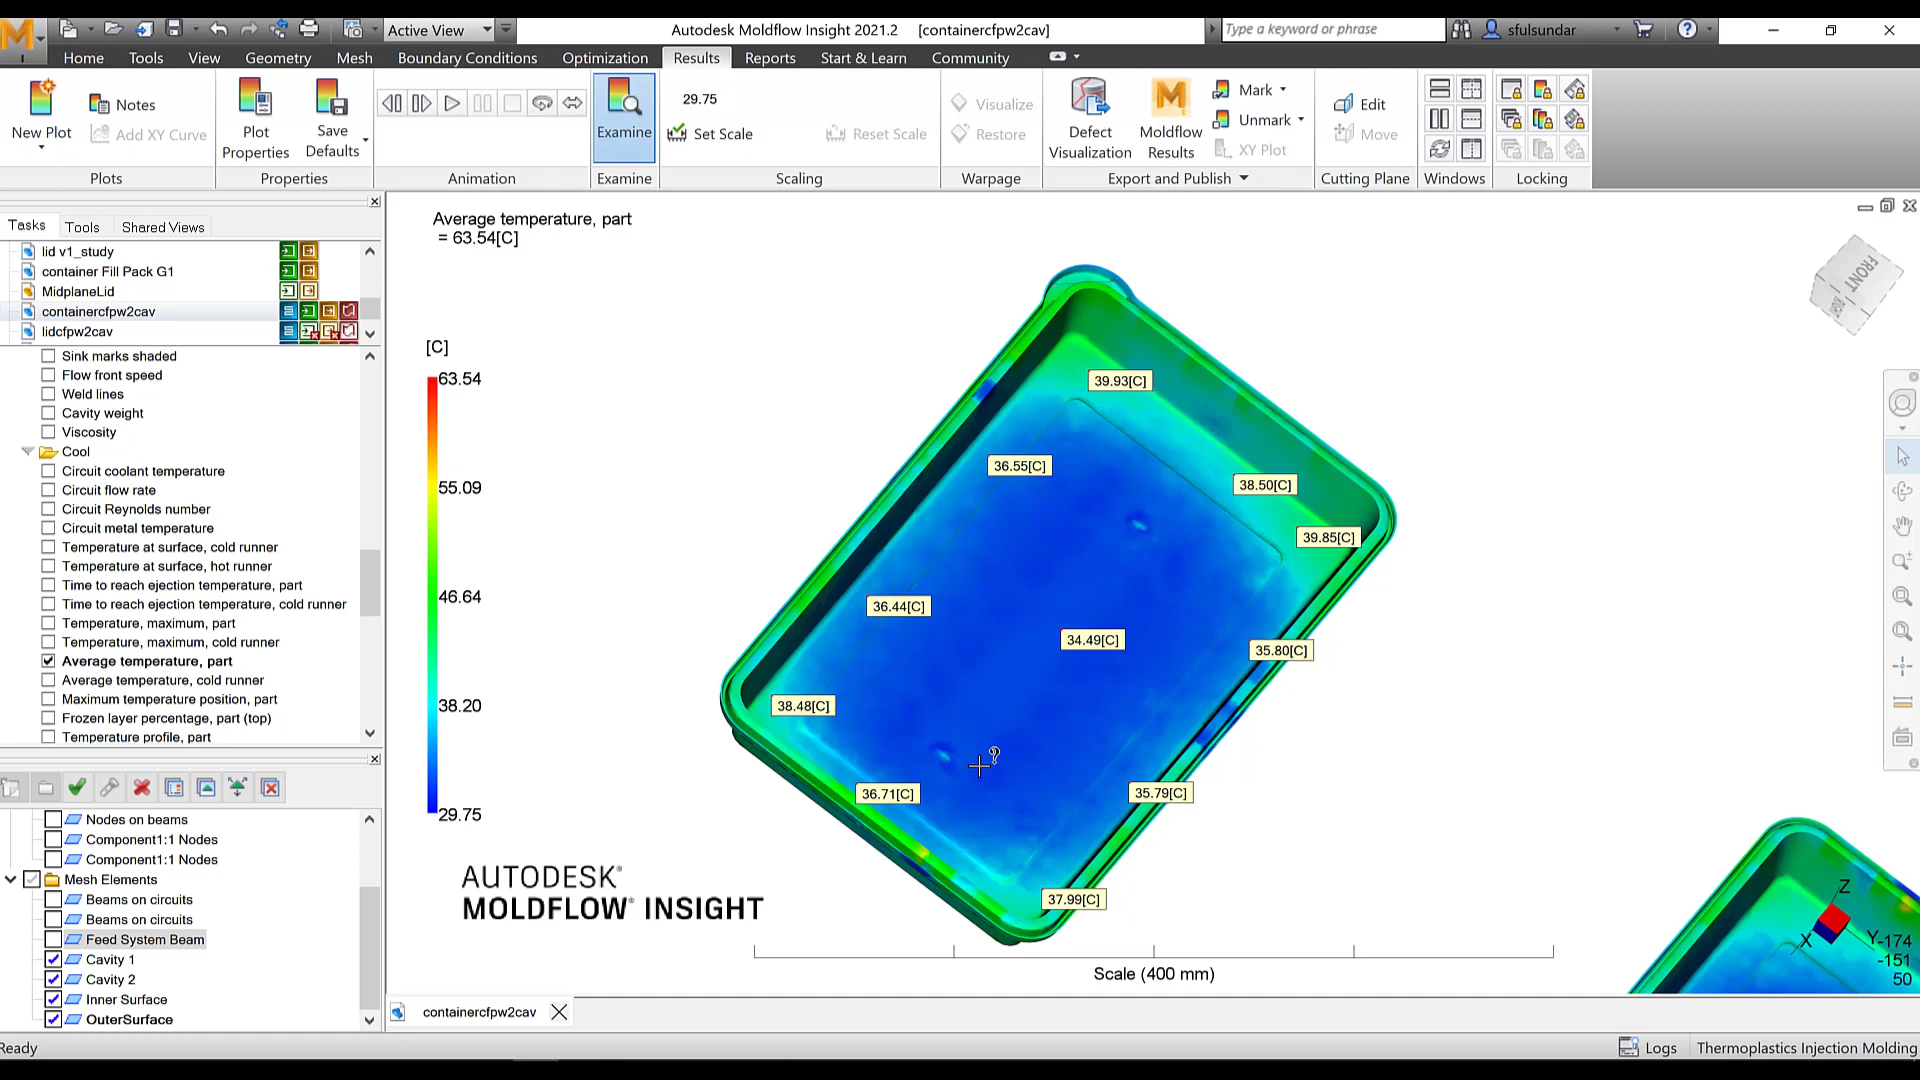 Active View
Autodesk Moldflow Insight 2021.2 [containercfpw2cav]
Type a keyword or phrase
sfulsundar
Home Tools View Geometry Mesh Boundary Conditions Optimization Results Reports Start & Learn Community
New Plot
Notes
Add XY Curve
Plots
Plot Properties
Save Defaults
Properties
Animation
Examine
Examine
29.75
Set Scale
Reset Scale
Scaling
Visualize
Restore
Warpage
Defect Visualization
Moldflow Results
Mark
Unmark
XY Plot
Export and Publish
Edit
Move
Cutting Plane
Windows
Locking
Tasks Tools Shared Views
lid v1_study
container Fill Pack G1
MidplaneLid
containercfpw2cav
lidcfpw2cav
Sink marks shaded
Flow front speed
Weld lines
Cavity weight
Viscosity
Cool
Circuit coolant temperature
Circuit flow rate
Circuit Reynolds number
Circuit metal temperature
Temperature at surface, cold runner
Temperature at surface, hot runner
Time to reach ejection temperature, part
Time to reach ejection temperature, cold runner
Temperature, maximum, part
Temperature, maximum, cold runner
Average temperature, part
Average temperature, cold runner
Maximum temperature position, part
Frozen layer percentage, part (top)
Temperature profile, part
Nodes on beams
Component1:1 Nodes
Component1:1 Nodes
Mesh Elements
Beams on circuits
Beams on circuits
Feed System Beam
Cavity 1
Cavity 2
Inner Surface
OuterSurface
Average temperature, part
= 63.54[C]
[C]
63.54
55.09
46.64
38.20
29.75
39.93[C]
36.55[C]
38.50[C]
39.85[C]
36.44[C]
34.49[C]
35.80[C]
38.48[C]
36.71[C]
35.79[C]
37.99[C]
FRONT
AUTODESK®
MOLDFLOW® INSIGHT
Scale (400 mm)
Z
X
Y
-174
-151
50
containercfpw2cav
Ready
Logs
Thermoplastics Injection Molding